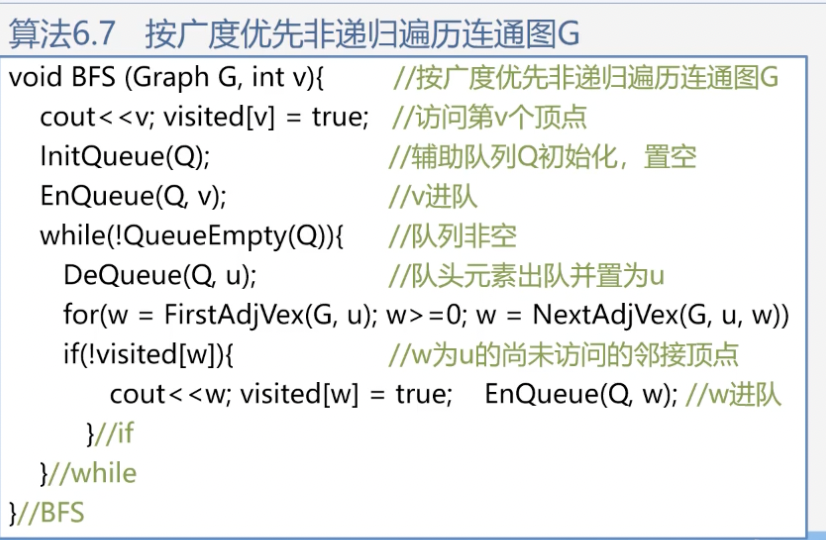 算法6.7 按广度优先非递归遍历连通图G
void BFS (Graph G, int v){ //按广度优先非递归遍历连通图G
cout<<v; visited[v] = true; //访问第v个顶点
InitQueue(Q); //辅助队列Q初始化，置空
EnQueue(Q, v); //v进队
while(!QueueEmpty(Q)){ //队列非空
DeQueue(Q, u); //队头元素出队并置为u
for(w = FirstAdjVex(G, u); w>=0; w = NextAdjVex(G, u, w))
if(!visited[w]){ //w为u的尚未访问的邻接顶点
cout<<w; visited[w] = true; EnQueue(Q, w); //w进队
}//if
}//while
}//BFS